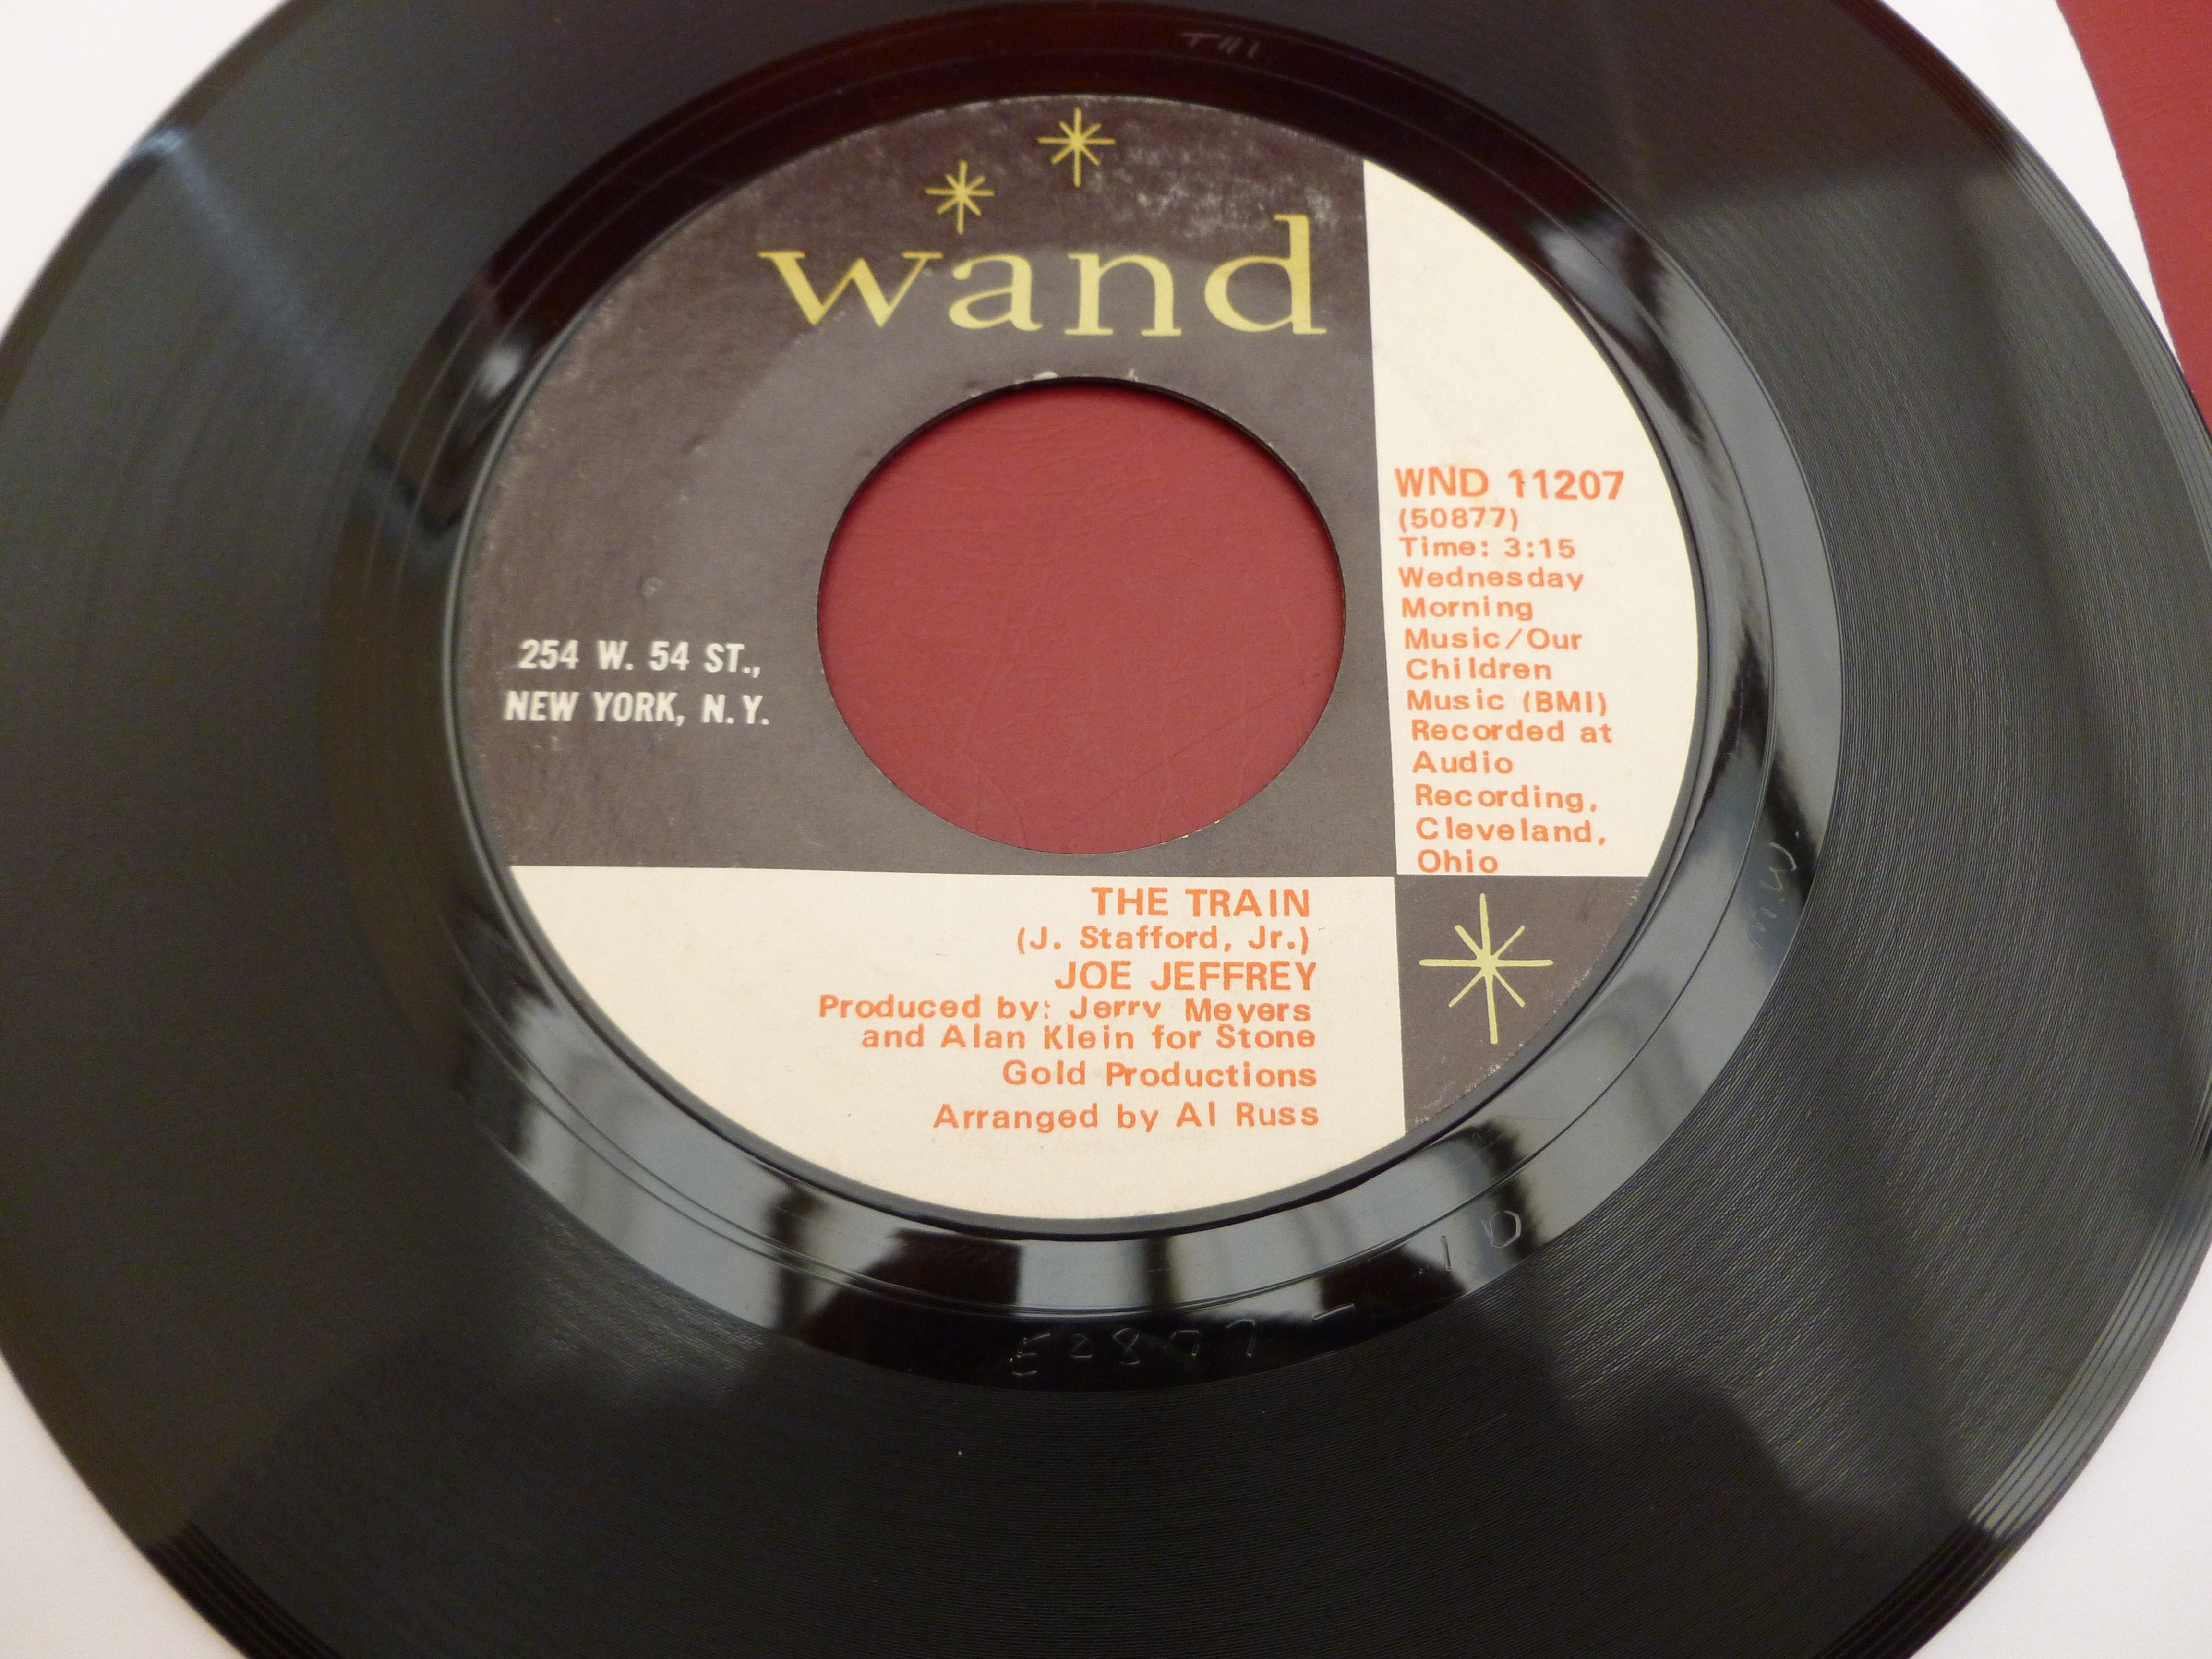 wand
254 W. 54 ST.,
NEW YORK, N.Y.
WND 11207
(50877)
Time: 3:15
Wednesday
Morning
Music/Our
Children
Music (BMI)
Recorded at
Audio
Recording,
Cleveland,
Ohio
THE TRAIN
(J. Stafford, Jr.)
JOE JEFFREY
Produced by: Jerry Meyers
and Alan Klein for Stone
Gold Productions
Arranged by Al Russ